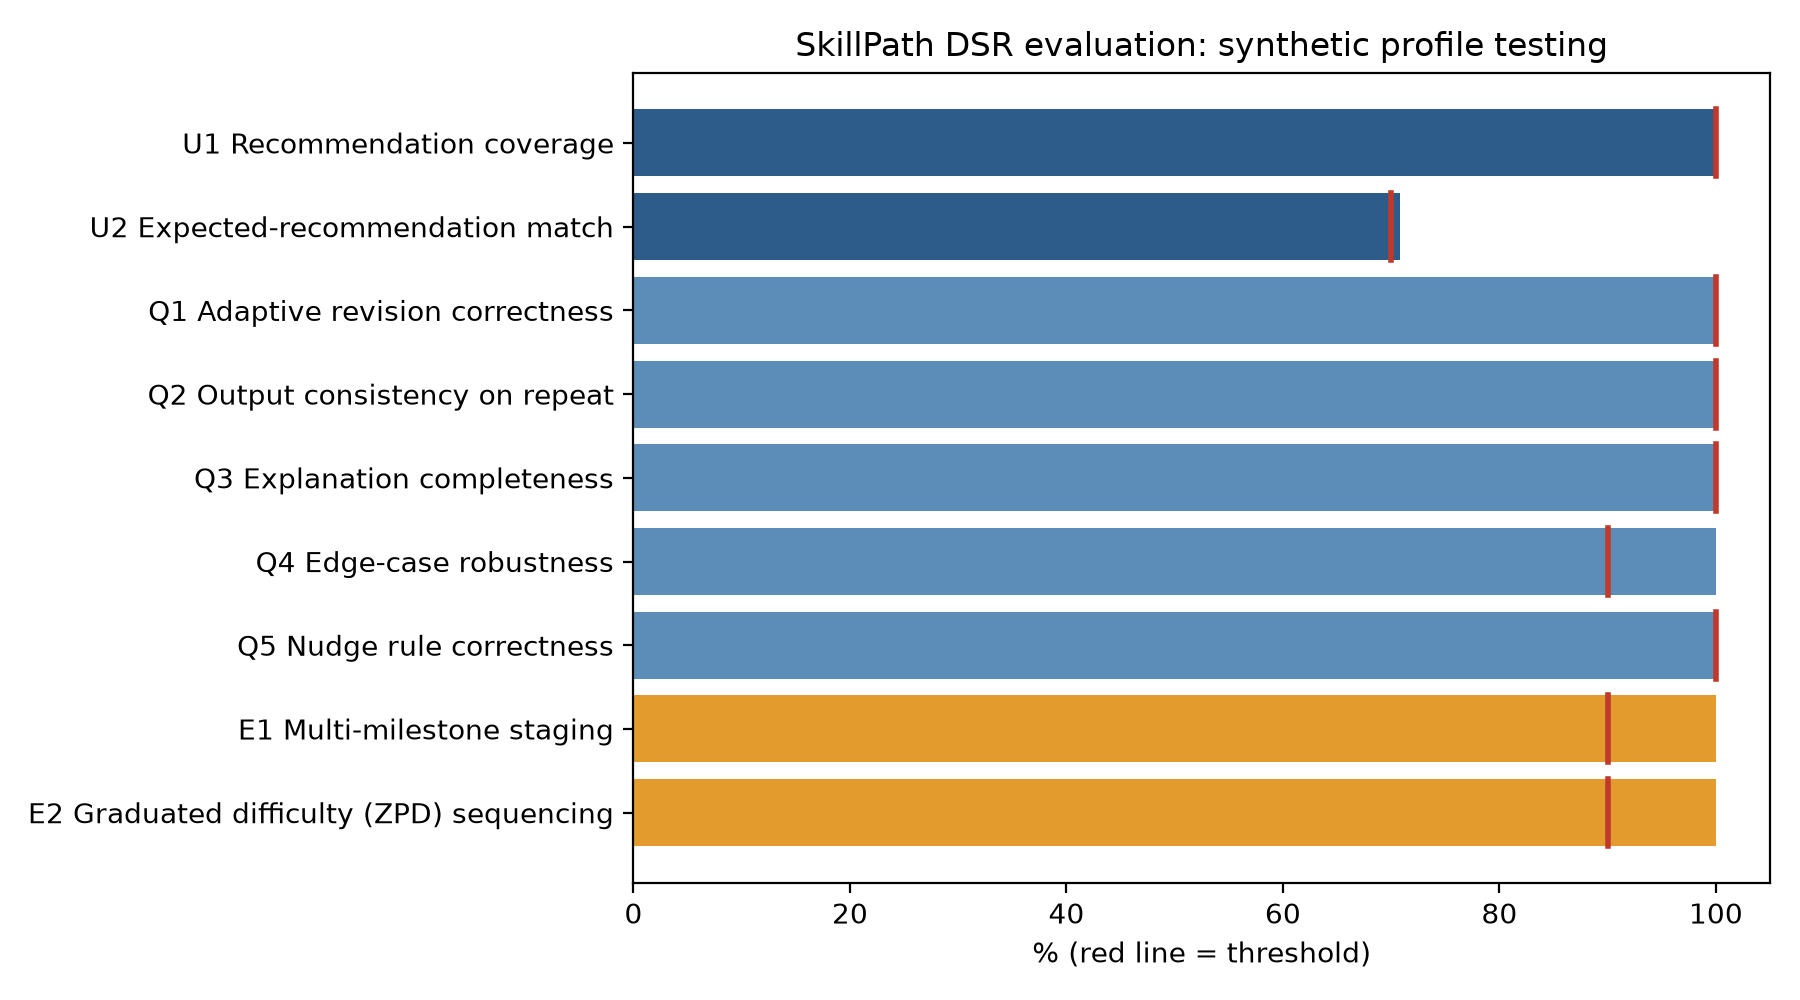 SkillPath DSR evaluation: synthetic profile testing
U1 Recommendation coverage
U2 Expected-recommendation match
Q1 Adaptive revision correctness
Q2 Output consistency on repeat
Q3 Explanation completeness
Q4 Edge-case robustness
Q5 Nudge rule correctness
E1 Multi-milestone staging
E2 Graduated difficulty (ZPD) sequencing
0 20 40 60 80 100
% (red line = threshold)